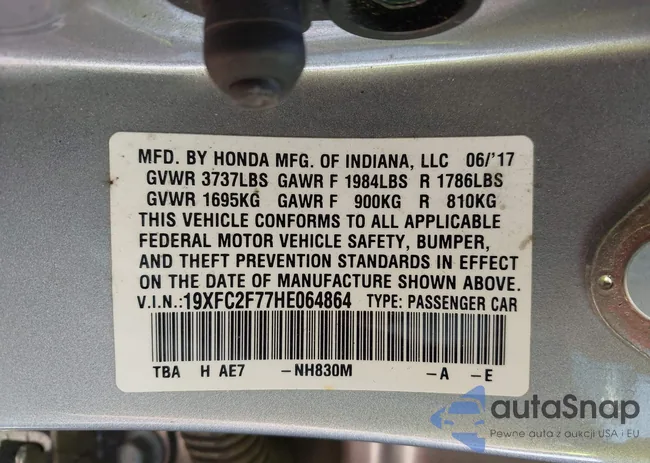 MFD. BY HONDA MFG. OF INDIANA, LLC 06/'17
GVWR 3737LBS GAWR F 1984LBS R 1786LBS
GVWR 1695KG GAWR F 900KG R 810KG
THIS VEHICLE CONFORMS TO ALL APPLICABLE
FEDERAL MOTOR VEHICLE SAFETY, BUMPER,
AND THEFT PREVENTION STANDARDS IN EFFECT
ON THE DATE OF MANUFACTURE SHOWN ABOVE.
V.I.N.:19XFC2F77HE064864 TYPE: PASSENGER CAR
TBA H AE7 -NH830M -A -E
autaSnap
Pewne auta z aukcji USA i EU